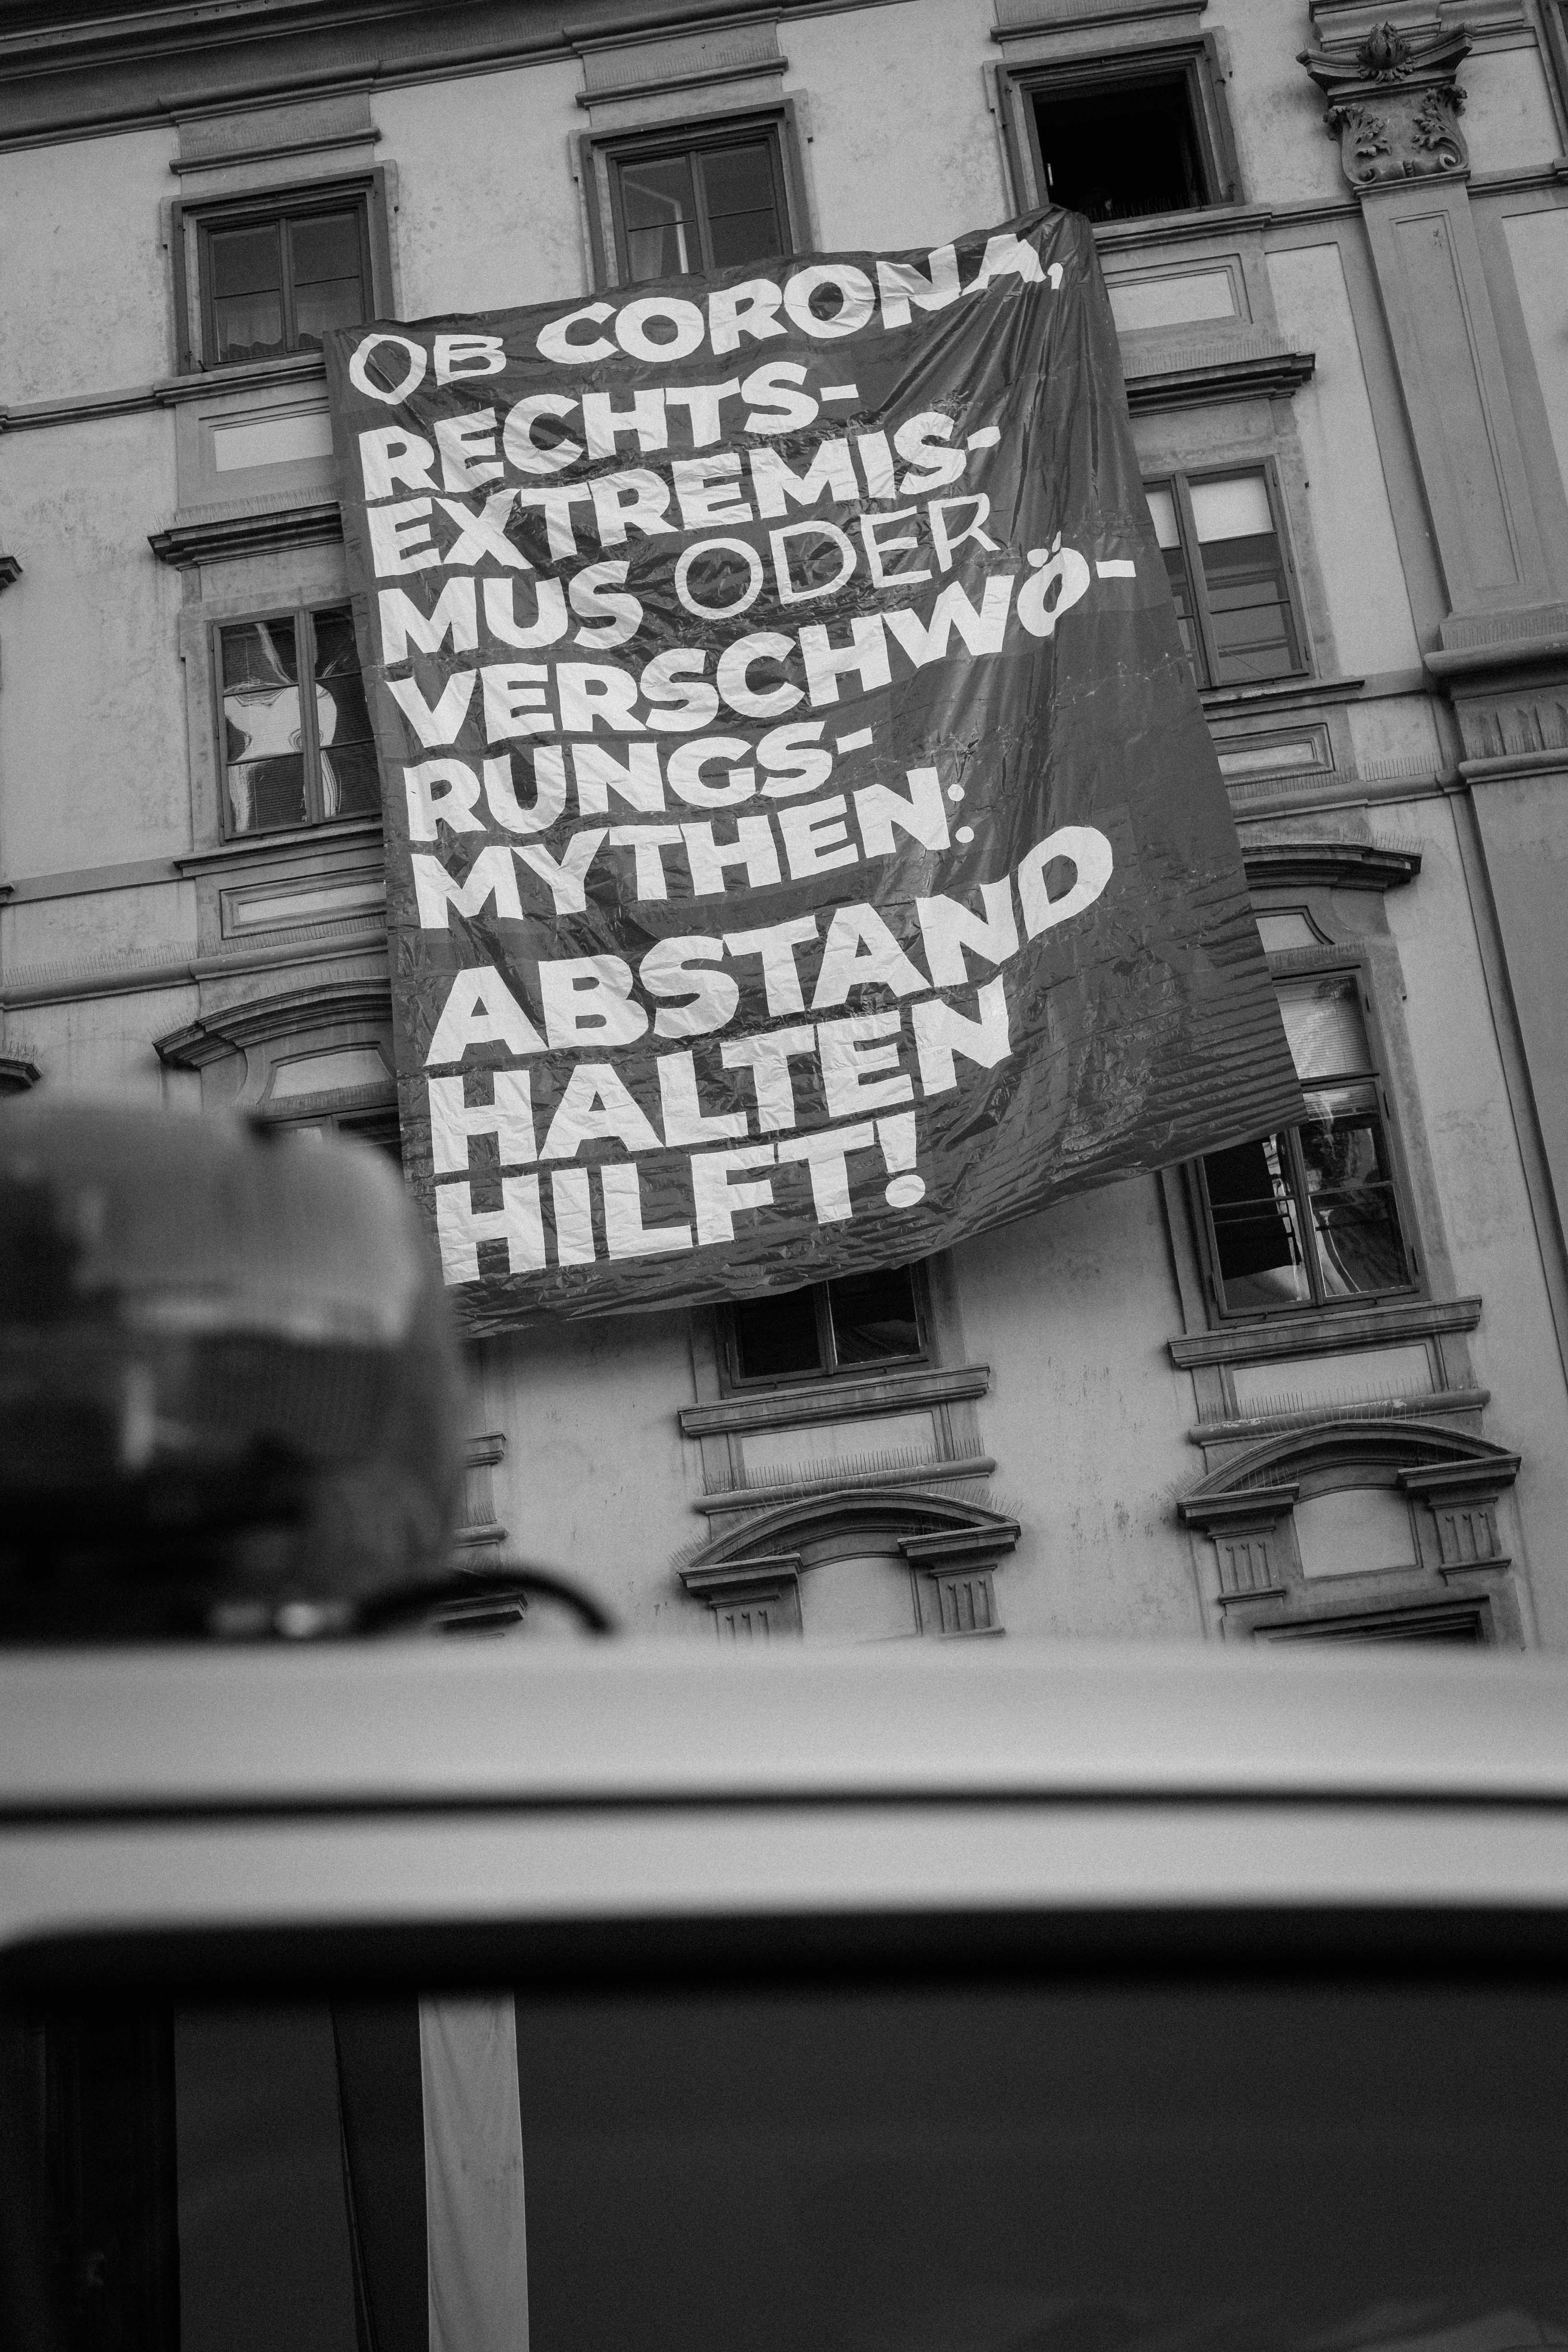 OB CORONA,
RECHTS-
EXTREMIS-
MUS ODER
VERSCHWÖ-
RUNGS-
MYTHEN:
ABSTAND
HALTEN
HILFT!